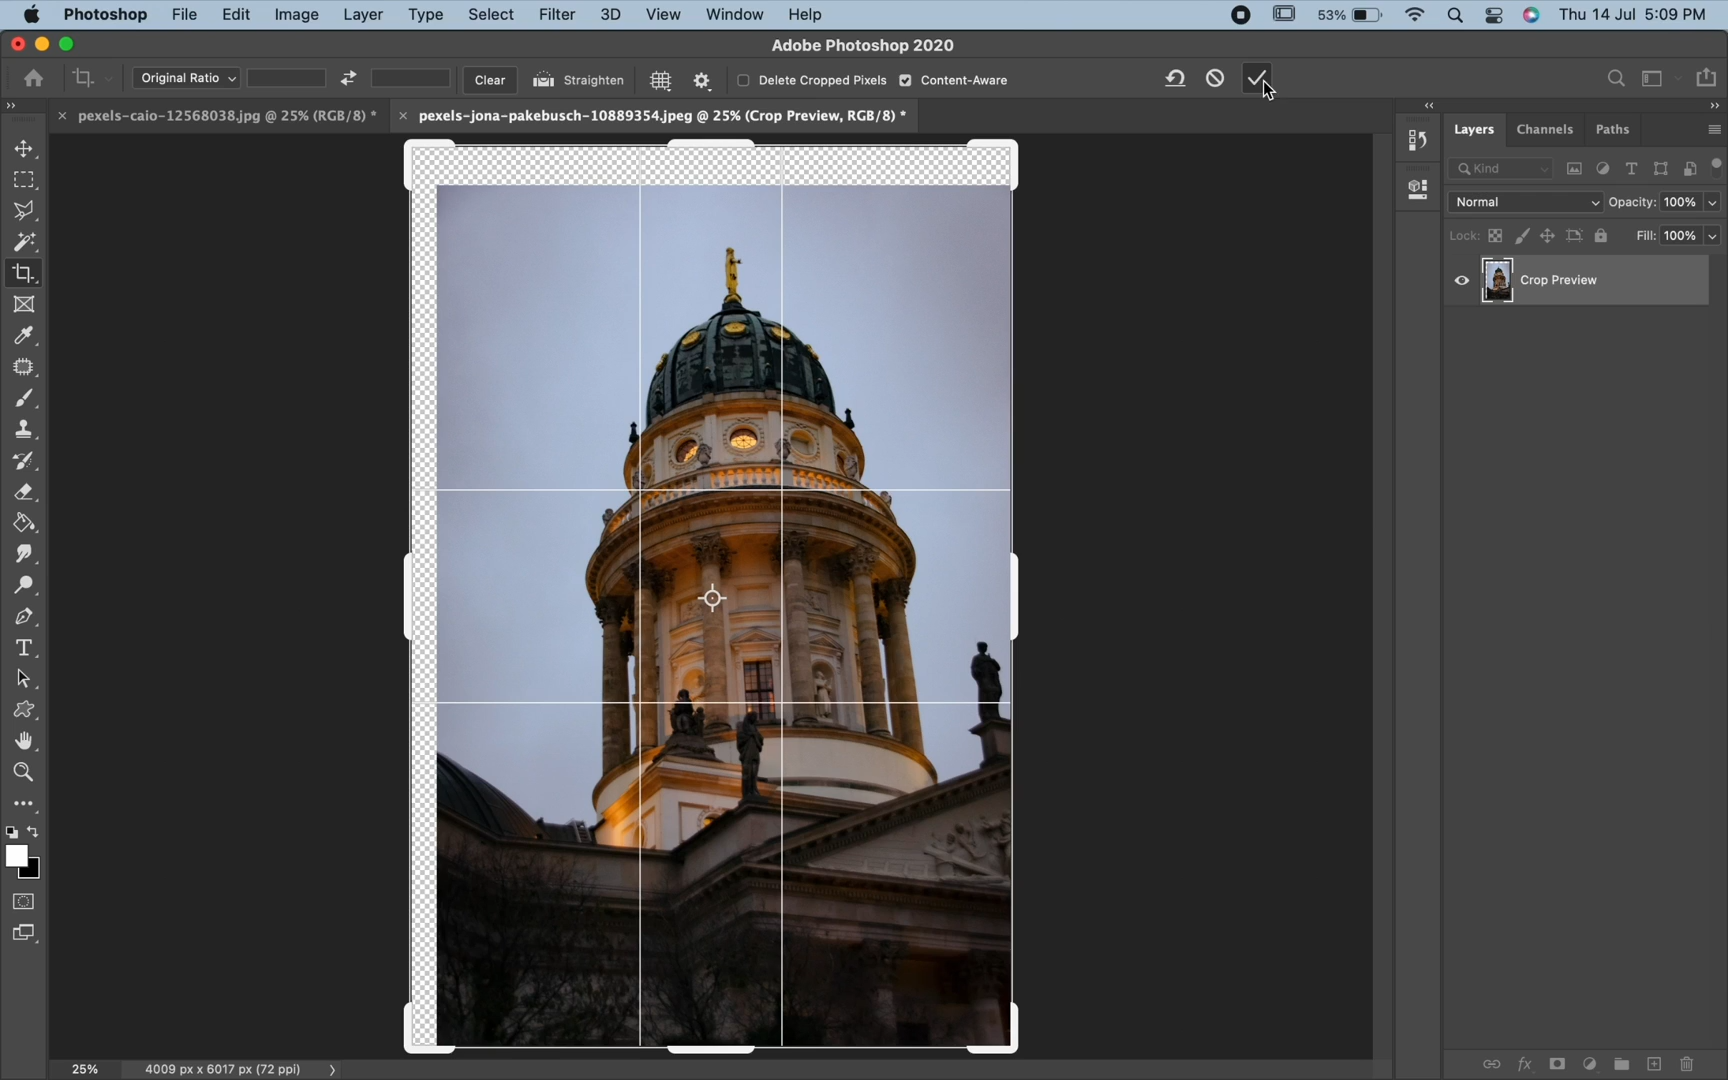 Photoshop File Edit Image Layer Type Select Filter 3D View Window Help 53% Thu 14 Jul 5:09 PM
Adobe Photoshop 2020
Original Ratio Clear Straighten Delete Cropped Pixels Content-Aware
pexels-caio-12568038.jpg @ 25% (RGB/8) * pexels-jona-pakebusch-10889354.jpeg @ 25% (Crop Preview, RGB/8) *
Layers Channels Paths
Kind
Normal Opacity: 100%
Lock: Fill: 100%
Crop Preview
25% 4009 px x 6017 px (72 ppi)